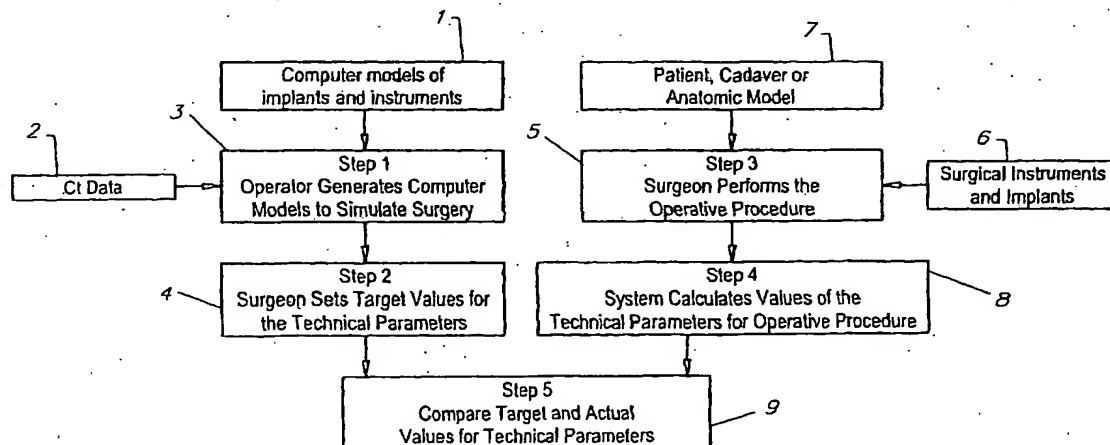 1
Computer models of
implants and instruments
7
Patient, Cadaver or
Anatomic Model
2
Ct Data
3
Step 1
Operator Generates Computer
Models to Simulate Surgery
5
Step 3
Surgeon Performs the
Operative Procedure
6
Surgical Instruments
and Implants
4
Step 2
Surgeon Sets Target Values for
the Technical Parameters
Step 4
System Calculates Values of the
Technical Parameters for Operative Procedure
8
Step 5
Compare Target and Actual
Values for Technical Parameters
9